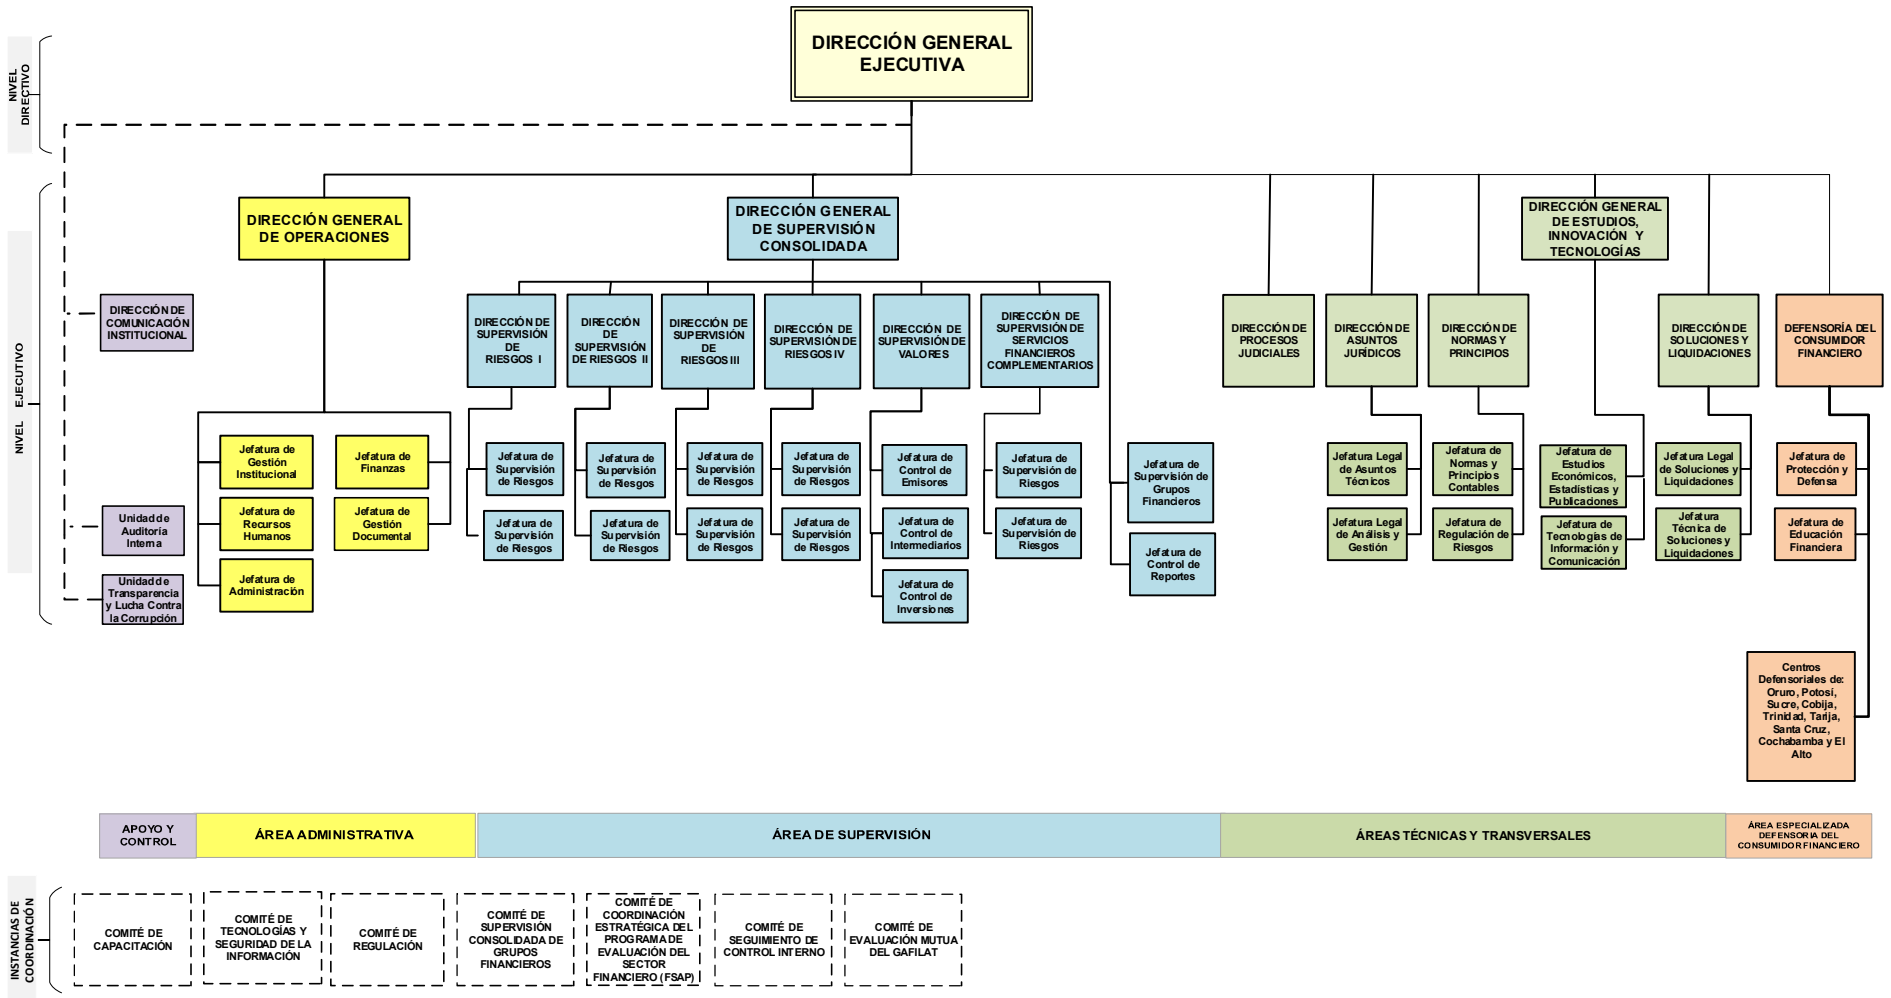 DIRECCIÓN GENERAL
EJECUTIVA
NIVEL
DIRECTIVO
DIRECCIÓN GENERAL
DE OPERACIONES
DIRECCIÓN GENERAL
DE SUPERVISIÓN
CONSOLIDADA
DIRECCIÓN GENERAL
DE ESTUDIOS,
INNOVACIÓN Y
TECNOLOGÍAS
NIVEL EJECUTIVO
DIRECCIÓN DE
COMUNICACIÓN
INSTITUCIONAL
DIRECCIÓN DE
SUPERVISIÓN
DE
RIESGOS I
DIRECCIÓN
DE
SUPERVISIÓN
DE RIESGOS II
DIRECCIÓN DE
SUPERVISIÓN
DE
RIESGOS III
DIRECCIÓN DE
SUPERVISIÓN DE
RIESGOS IV
DIRECCIÓN DE
SUPERVISIÓN DE
VALORES
DIRECCIÓN DE
SUPERVISIÓN DE
SERVICIOS
FINANCIEROS
COMPLEMENTARIOS
DIRECCIÓN DE
PROCESOS
JUDICIALES
DIRECCIÓN DE
ASUNTOS
JURÍDICOS
DIRECCIÓN DE
NORMAS Y
PRINCIPIOS
DIRECCIÓN DE
SOLUCIONES Y
LIQUIDACIONES
DEFENSORÍA DEL
CONSUMIDOR
FINANCIERO
Jefatura de
Gestión
Institucional
Jefatura de
Finanzas
Jefatura de
Supervisión
de Riesgos
Jefatura de
Supervisión
de Riesgos
Jefatura de
Supervisión
de Riesgos
Jefatura de
Supervisión
de Riesgos
Jefatura de
Control de
Emisores
Jefatura de
Supervisión de
Riesgos
Jefatura de
Supervisión de
Grupos
Financieros
Jefatura Legal
de Asuntos
Técnicos
Jefatura de
Normas y
Principios
Contables
Jefatura de
Estudios
Económicos,
Estadísticas y
Publicaciones
Jefatura Legal
de Soluciones y
Liquidaciones
Jefatura de
Protección y
Defensa
Unidad de
Auditoría
Interna
Jefatura de
Recursos
Humanos
Jefatura de
Gestión
Documental
Jefatura de
Supervisión
de Riesgos
Jefatura de
Supervisión
de Riesgos
Jefatura de
Supervisión
de Riesgos
Jefatura de
Supervisión
de Riesgos
Jefatura de
Control de
Intermediarios
Jefatura de
Supervisión de
Riesgos
Jefatura de
Control de
Reportes
Jefatura Legal
de Análisis y
Gestión
Jefatura de
Regulación de
Riesgos
Jefatura de
Tecnologías de
Información y
Comunicación
Jefatura
Técnica de
Soluciones y
Liquidaciones
Jefatura de
Educación
Financiera
Unidad de
Transparencia
y Lucha Contra
la Corrupción
Jefatura de
Administración
Jefatura de
Control de
Inversiones
Centros
Defensoriales de:
Oruro, Potosí,
Sucre, Cobija,
Trinidad, Tarija,
Santa Cruz,
Cochabamba y El
Alto
APOYO Y
CONTROL
ÁREA ADMINISTRATIVA
ÁREA DE SUPERVISIÓN
ÁREAS TÉCNICAS Y TRANSVERSALES
ÁREA ESPECIALIZADA
DEFENSORIA DEL
CONSUMIDOR FINANCIERO
INSTANCIAS DE
COORDINACIÓN
COMITÉ DE
CAPACITACIÓN
COMITÉ DE
TECNOLOGÍAS Y
SEGURIDAD DE LA
INFORMACIÓN
COMITÉ DE
REGULACIÓN
COMITÉ DE
SUPERVISIÓN
CONSOLIDADA DE
GRUPOS
FINANCIEROS
COMITÉ DE
COORDINACIÓN
ESTRATÉGICA DEL
PROGRAMA DE
EVALUACIÓN DEL
SECTOR
FINANCIERO (FSAP)
COMITÉ DE
SEGUIMIENTO DE
CONTROL INTERNO
COMITÉ DE
EVALUACIÓN MUTUA
DEL GAFILAT